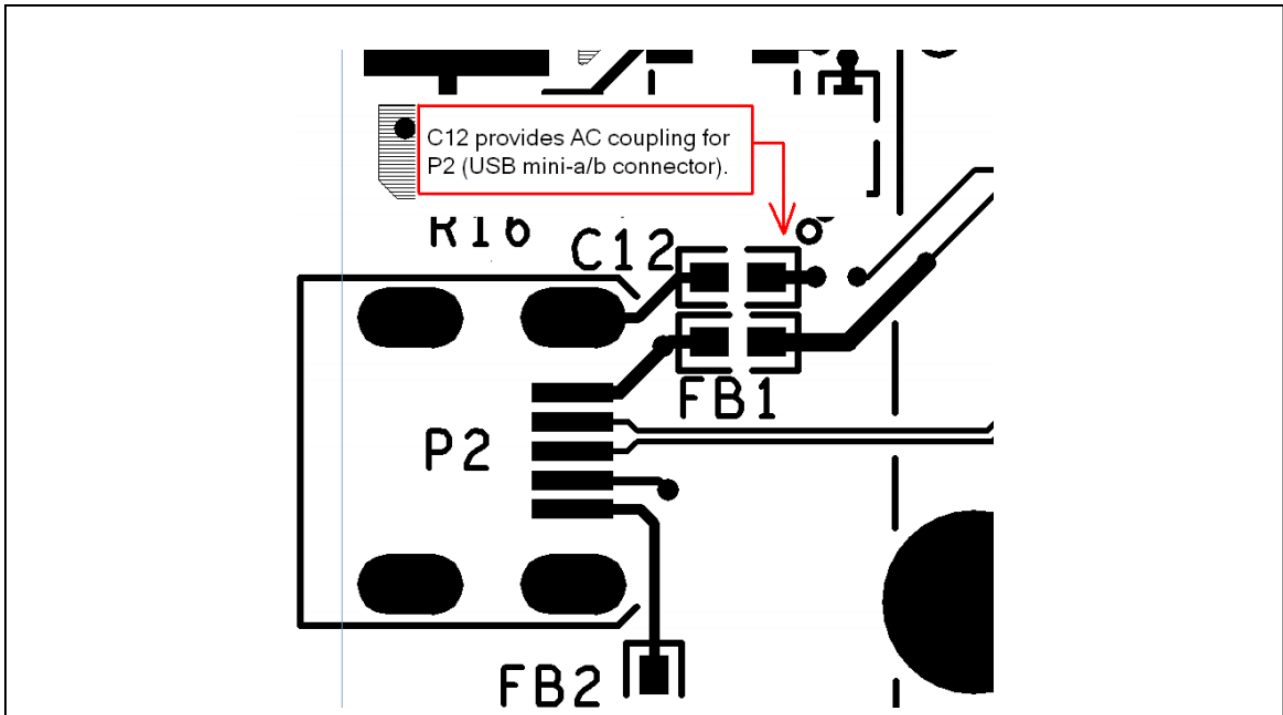 C12 provides AC coupling for
P2 (USB mini-a/b connector).
R16
C12
FB1
P2
FB2